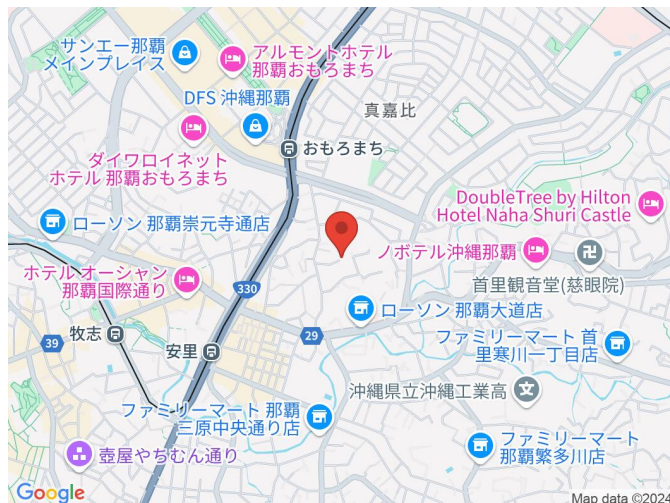 サンエー那覇
メインプレイス
アルモントホテル
那覇おもろまち
DFS 沖縄那覇
真嘉比
おもろまち
ダイワロイネット
ホテル 那覇おもろまち
DoubleTree by Hilton
Hotel Naha Shuri Castle
ローソン 那覇崇元寺通店
ノボテル沖縄那覇
首里観音堂(慈眼院)
ホテル オーシャン
那覇国際通り
330
ローソン 那覇大道店
牧志
39
安里
29
ファミリーマート 首
里寒川一丁目店
沖縄県立沖縄工業高
ファミリーマート 那覇
三原中央通り店
壺屋やちむん通り
ファミリーマート
那覇繁多川店
Google
Map data ©2024